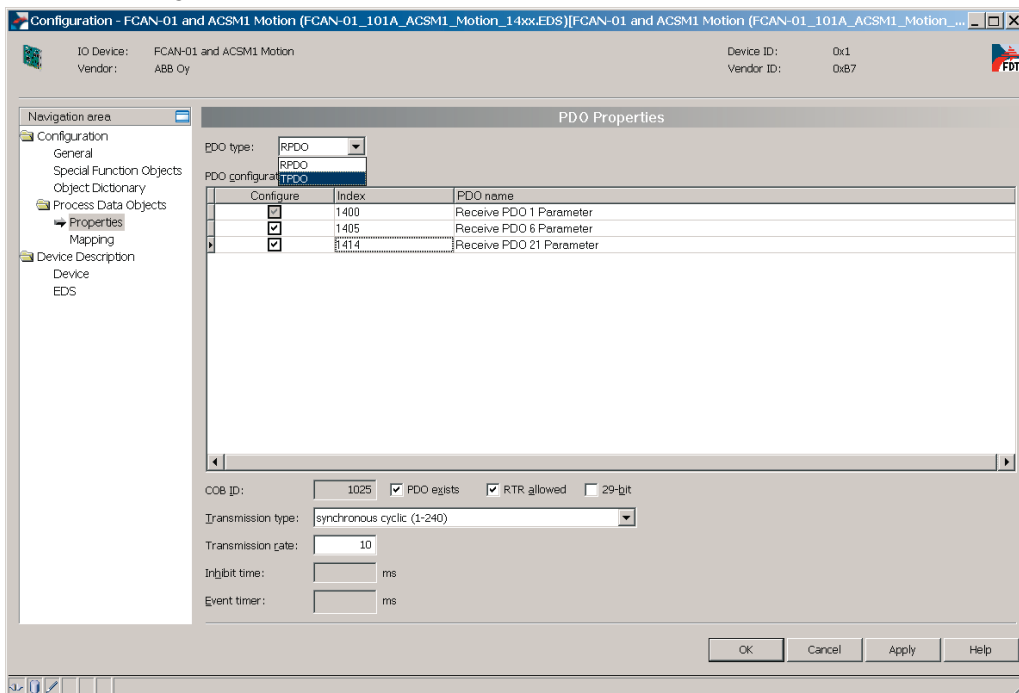 Configuration - FCAN-01 and ACSM1 Motion (FCAN-01_101A_ACSM1_Motion_14xx.EDS)[FCAN-01 and ACSM1 Motion (FCAN-01_101A_ACSM1_Motion_...
IO Device: FCAN-01 and ACSM1 Motion Device ID: 0x1
Vendor: ABB Oy Vendor ID: 0xB7
FDT
Navigation area
PDO Properties
Configuration
General
Special Function Objects
Object Dictionary
Process Data Objects
Properties
Mapping
Device Description
Device
EDS
PDO type: RPDO
RPDO
TPDO
PDO configurat
Configure Index PDO name
1400 Receive PDO 1 Parameter
1405 Receive PDO 6 Parameter
1414 Receive PDO 21 Parameter
COB ID: 1025 PDO exists RTR allowed 29-bit
Transmission type: synchronous cyclic (1-240)
Transmission rate: 10
Inhibit time: ms
Event timer: ms
OK Cancel Apply Help